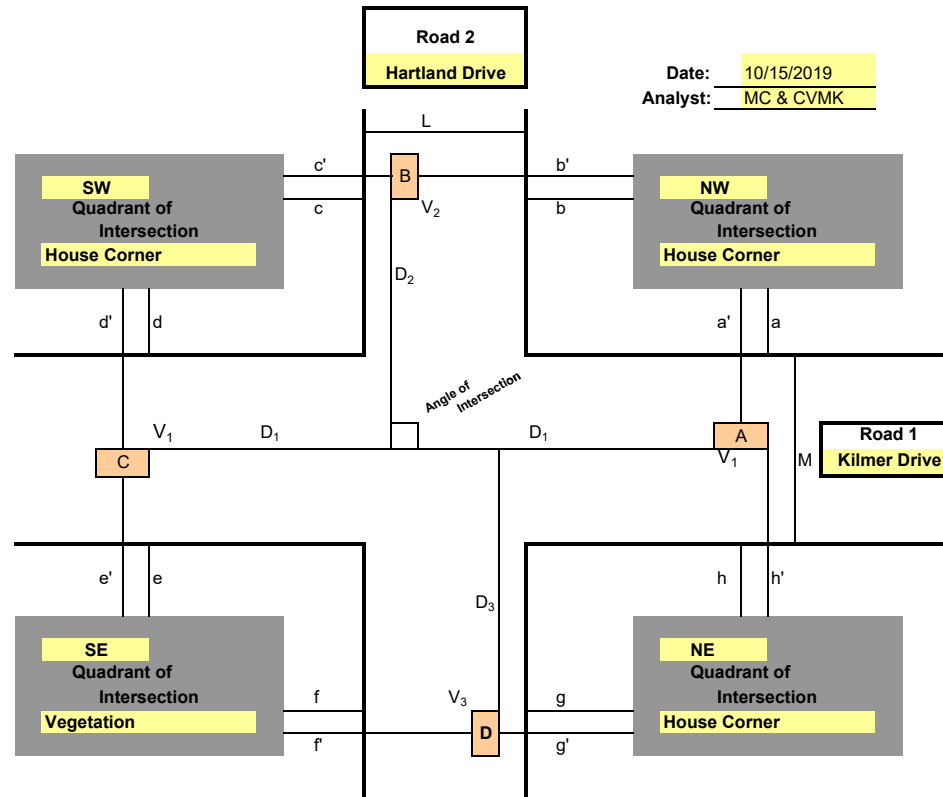 Road 2
Hartland Drive
Date: 10/15/2019
Analyst: MC & CVMK
L
c' B b'
SW
Quadrant of
Intersection
House Corner
c V2 b
NW
Quadrant of
Intersection
House Corner
D2
d' d
a' a
Angle of
Intersection
V1 D1 D1 A
C V1 M
Road 1
Kilmer Drive
e' e
h h'
D3
SE
Quadrant of
Intersection
Vegetation
NE
Quadrant of
Intersection
House Corner
f V3 g
f' D g'